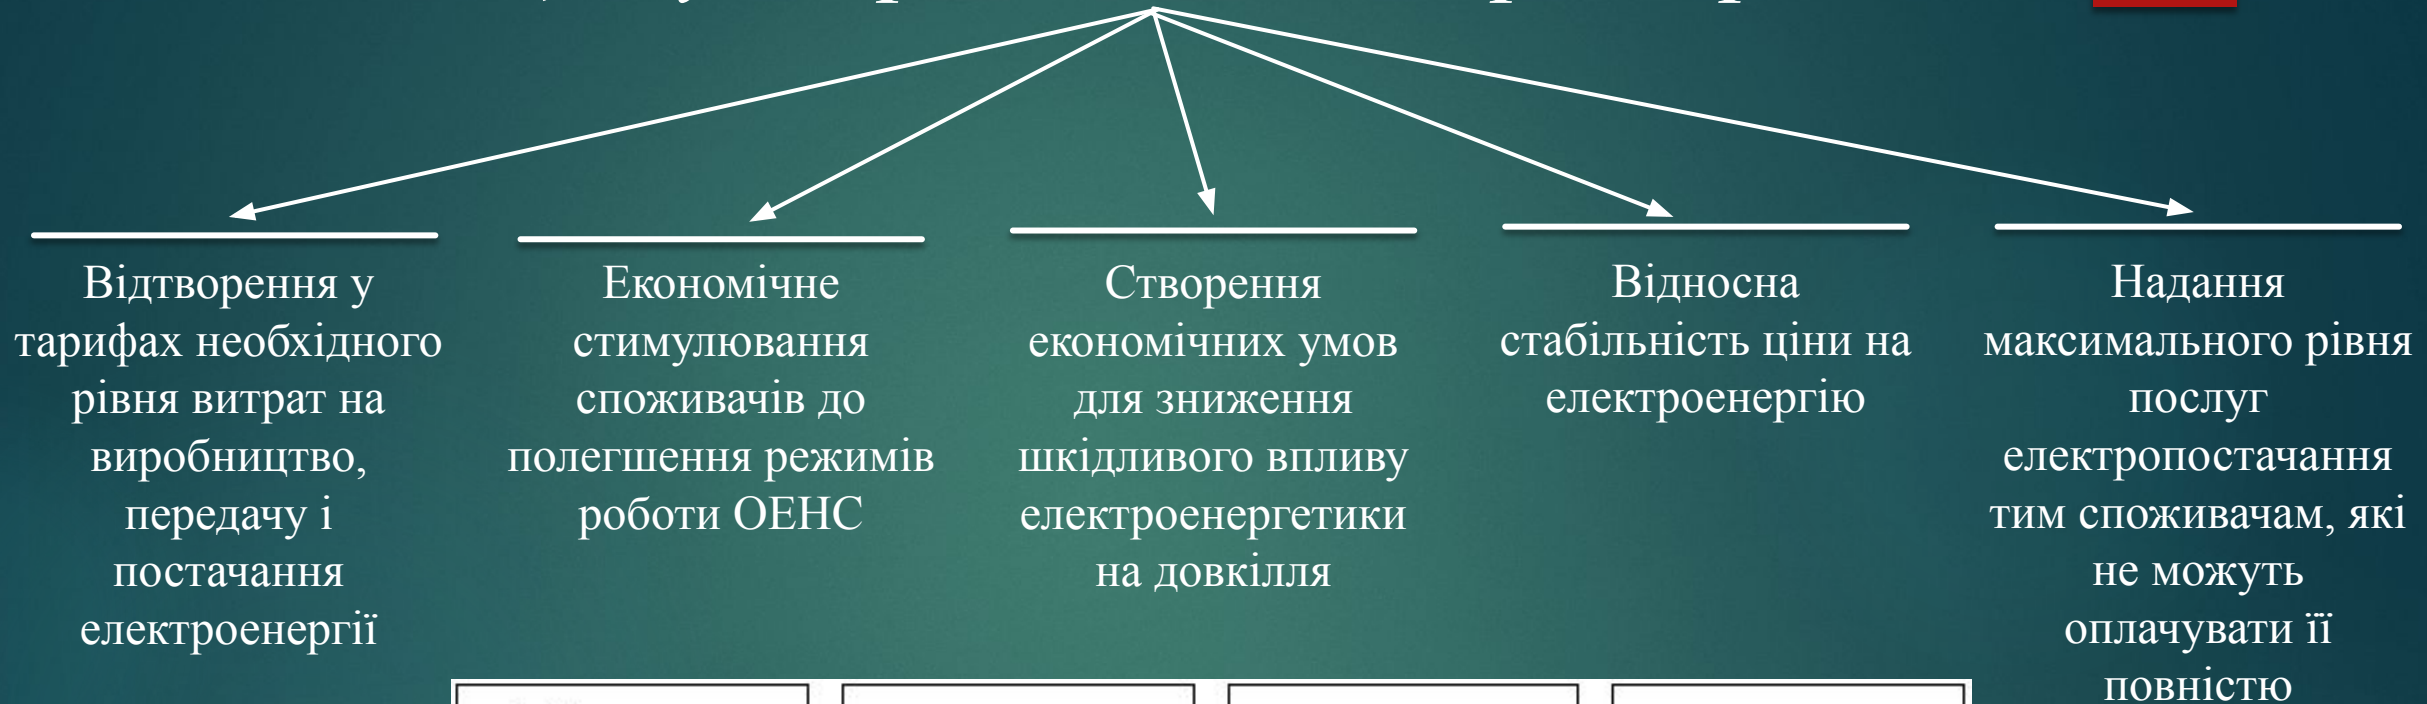 Відтворення у
тарифах необхідного
рівня витрат на
виробництво,
передачу і
постачання
електроенергії
Економічне
стимулювання
споживачів до
полегшення режимів
роботи ОЕНС
Створення
економічних умов
для зниження
шкідливого впливу
електроенергетики
на довкілля
Відносна
стабільність ціни на
електроенергію
Надання
максимального рівня
послуг
електропостачання
тим споживачам, які
не можуть
оплачувати її
повністю